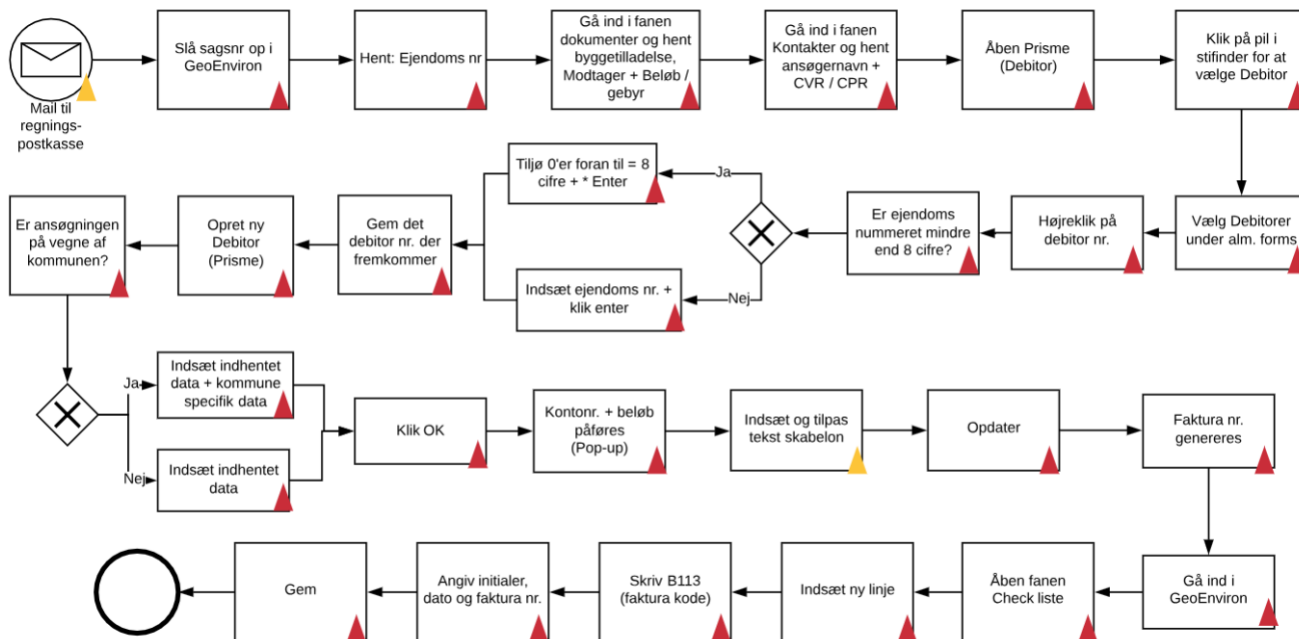 Mail til
regnings-
postkasse
Slå sagsnr op i
GeoEnviron
Hent: Ejendoms nr
Gå ind i fanen
dokumenter og hent
byggetilladelse,
Modtager + Beløb /
gebyr
Gå ind i fanen
Kontakter og hent
ansøgernavn +
CVR / CPR
Åben Prisme
(Debitor)
Klik på pil i
stifinder for at
vælge Debitor
Vælg Debitorer
under alm. forms
Højreklik på
debitor nr.
Er ejendoms
nummeret mindre
end 8 cifre?
Ja
Nej
Tiljø 0'er foran til = 8
cifre + * Enter
Indsæt ejendoms nr. +
klik enter
Gem det
debitor nr. der
fremkommer
Opret ny
Debitor
(Prisme)
Er ansøgningen
på vegne af
kommunen?
Ja
Nej
Indsæt indhentet
data + kommune
specifik data
Indsæt indhentet
data
Klik OK
Kontonr. + beløb
påføres
(Pop-up)
Indsæt og tilpas
tekst skabelon
Opdater
Faktura nr.
genereres
Gå ind i
GeoEnviron
Åben fanen
Check liste
Indsæt ny linje
Skriv B113
(faktura kode)
Angiv initialer,
dato og faktura nr.
Gem